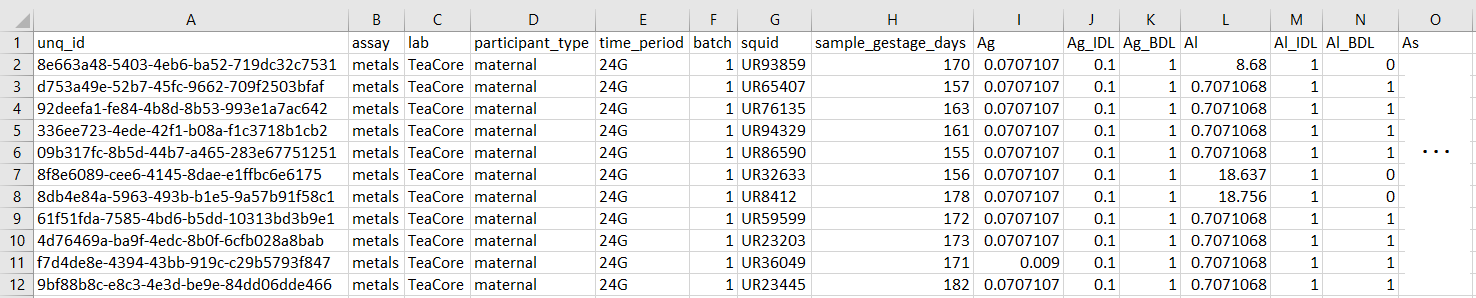 A B C D E F G H I J K L M N O
1 unq_id assay lab participant_type time_period batch squid sample_gestage_days Ag Ag_IDL Ag_BDL Al Al_IDL Al_BDL As
2 8e663a48-5403-4eb6-ba52-719dc32c7531 metals TeaCore maternal 24G 1 UR93859 170 0.0707107 0.1 1 8.68 1 0
3 d753a49e-52b7-45fc-9662-709f2503bfaf metals TeaCore maternal 24G 1 UR65407 157 0.0707107 0.1 1 0.7071068 1 1
4 92deefa1-fe84-4b8d-8b53-993e1a7ac642 metals TeaCore maternal 24G 1 UR76135 163 0.0707107 0.1 1 0.7071068 1 1
5 336ee723-4ede-42f1-b08a-f1c3718b1cb2 metals TeaCore maternal 24G 1 UR94329 161 0.0707107 0.1 1 0.7071068 1 1
6 09b317fc-8b5d-44b7-a465-283e67751251 metals TeaCore maternal 24G 1 UR86590 155 0.0707107 0.1 1 0.7071068 1 1 ...
7 8f8e6089-cee6-4145-8dae-e1ffbc6e6175 metals TeaCore maternal 24G 1 UR32633 156 0.0707107 0.1 1 18.637 1 0
8 8db4e84a-5963-493b-b1e5-9a57b91f58c1 metals TeaCore maternal 24G 1 UR8412 178 0.0707107 0.1 1 18.756 1 0
9 61f51fda-7585-4bd6-b5dd-10313bd3b9e1 metals TeaCore maternal 24G 1 UR59599 172 0.0707107 0.1 1 0.7071068 1 1
10 4d76469a-ba9f-4edc-8b0f-6cfb028a8bab metals TeaCore maternal 24G 1 UR23203 173 0.0707107 0.1 1 0.7071068 1 1
11 f7d4de8e-4394-43bb-919c-c29b5793f847 metals TeaCore maternal 24G 1 UR36049 171 0.009 0.1 1 0.7071068 1 1
12 9bf88b8c-e8c3-4e3d-be9e-84dd06dde466 metals TeaCore maternal 24G 1 UR23445 182 0.0707107 0.1 1 0.7071068 1 1